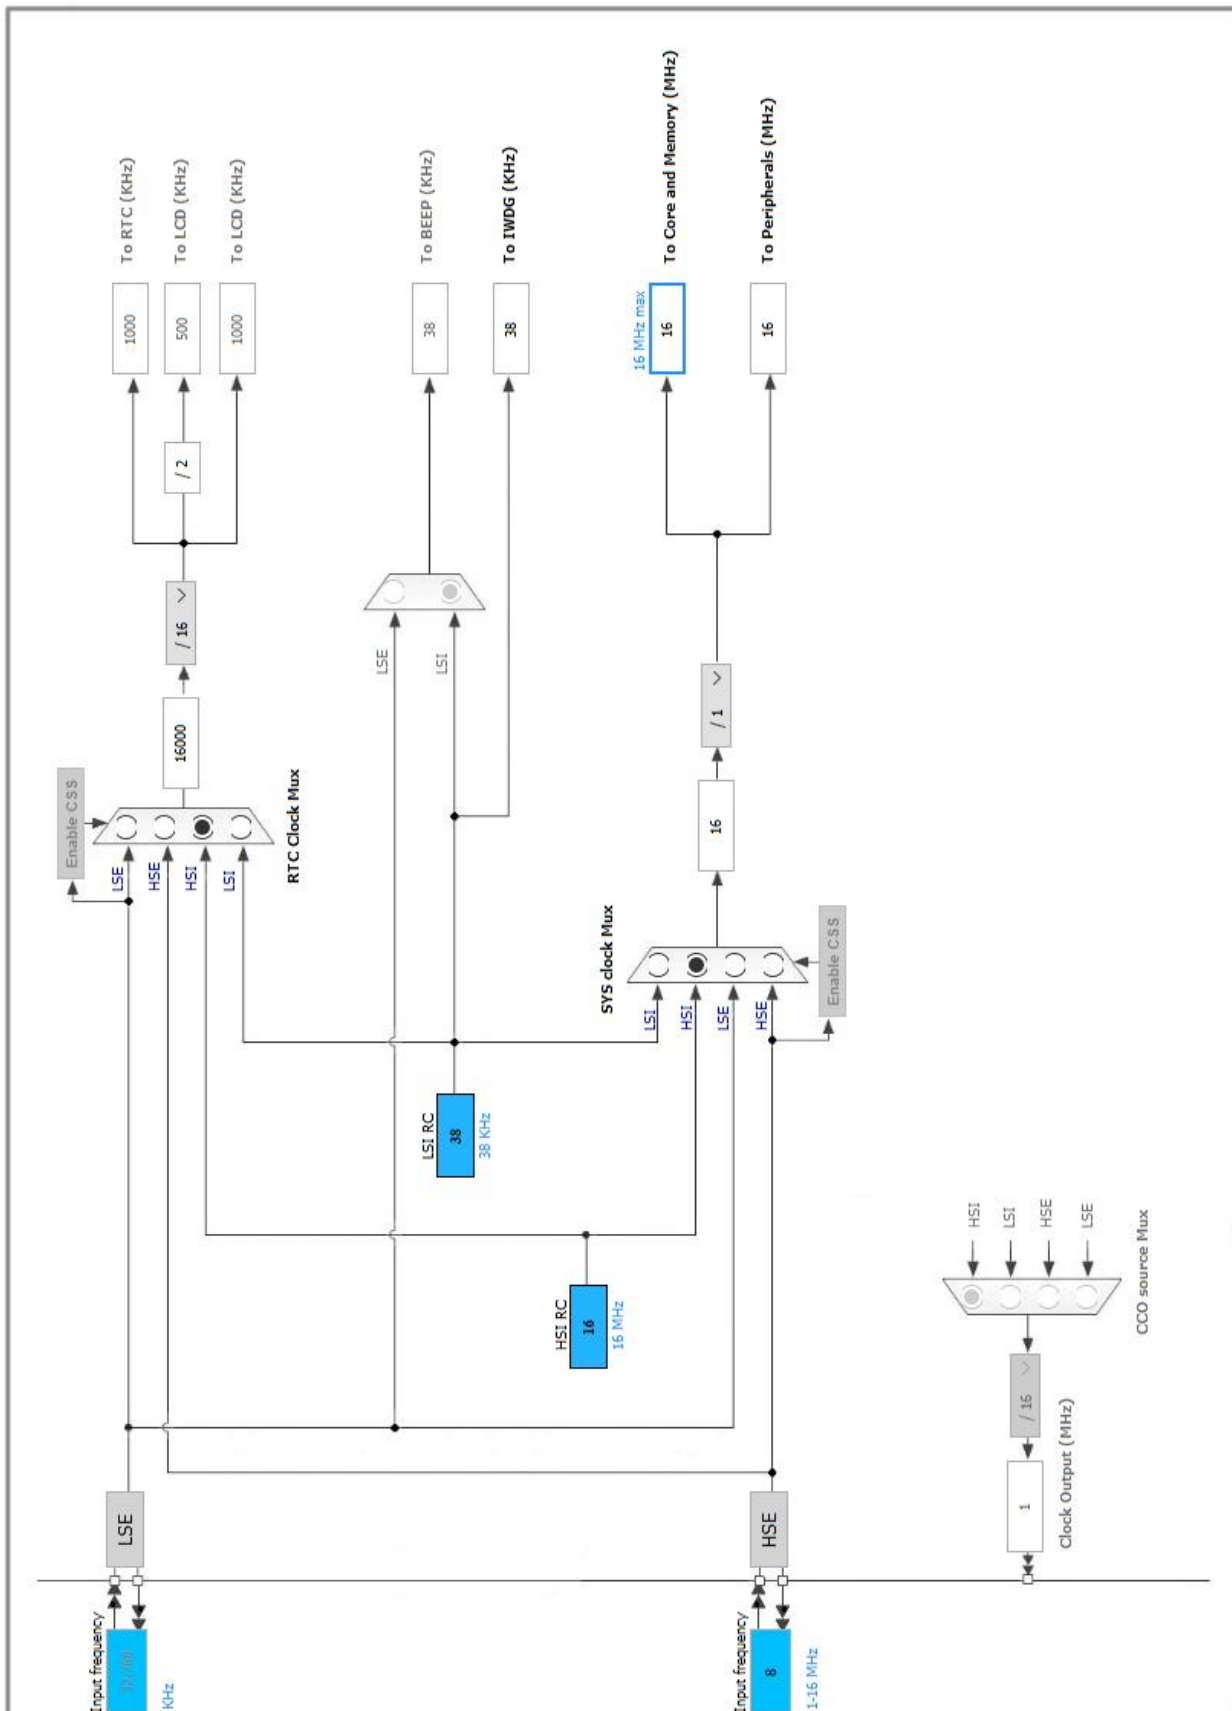 Input frequency
KHz
LSE
Enable CSS
LSE
HSE
HSI
LSI
RTC Clock Mux
16000
/ 16
/ 2
1000
To RTC (KHz)
500
To LCD (KHz)
1000
To LCD (KHz)
LSE
LSI
38
To BEEP (KHz)
38
To IWDG (KHz)
LSI RC
38
38 KHz
HSI RC
16
16 MHz
SYS clock Mux
LSI
HSI
LSE
HSE
Enable CSS
16
/ 1
16 MHz max
16
To Core and Memory (MHz)
16
To Peripherals (MHz)
Input frequency
8
1-16 MHz
HSE
HSI
LSI
HSE
LSE
CCO source Mux
/ 16
1
Clock Output (MHz)